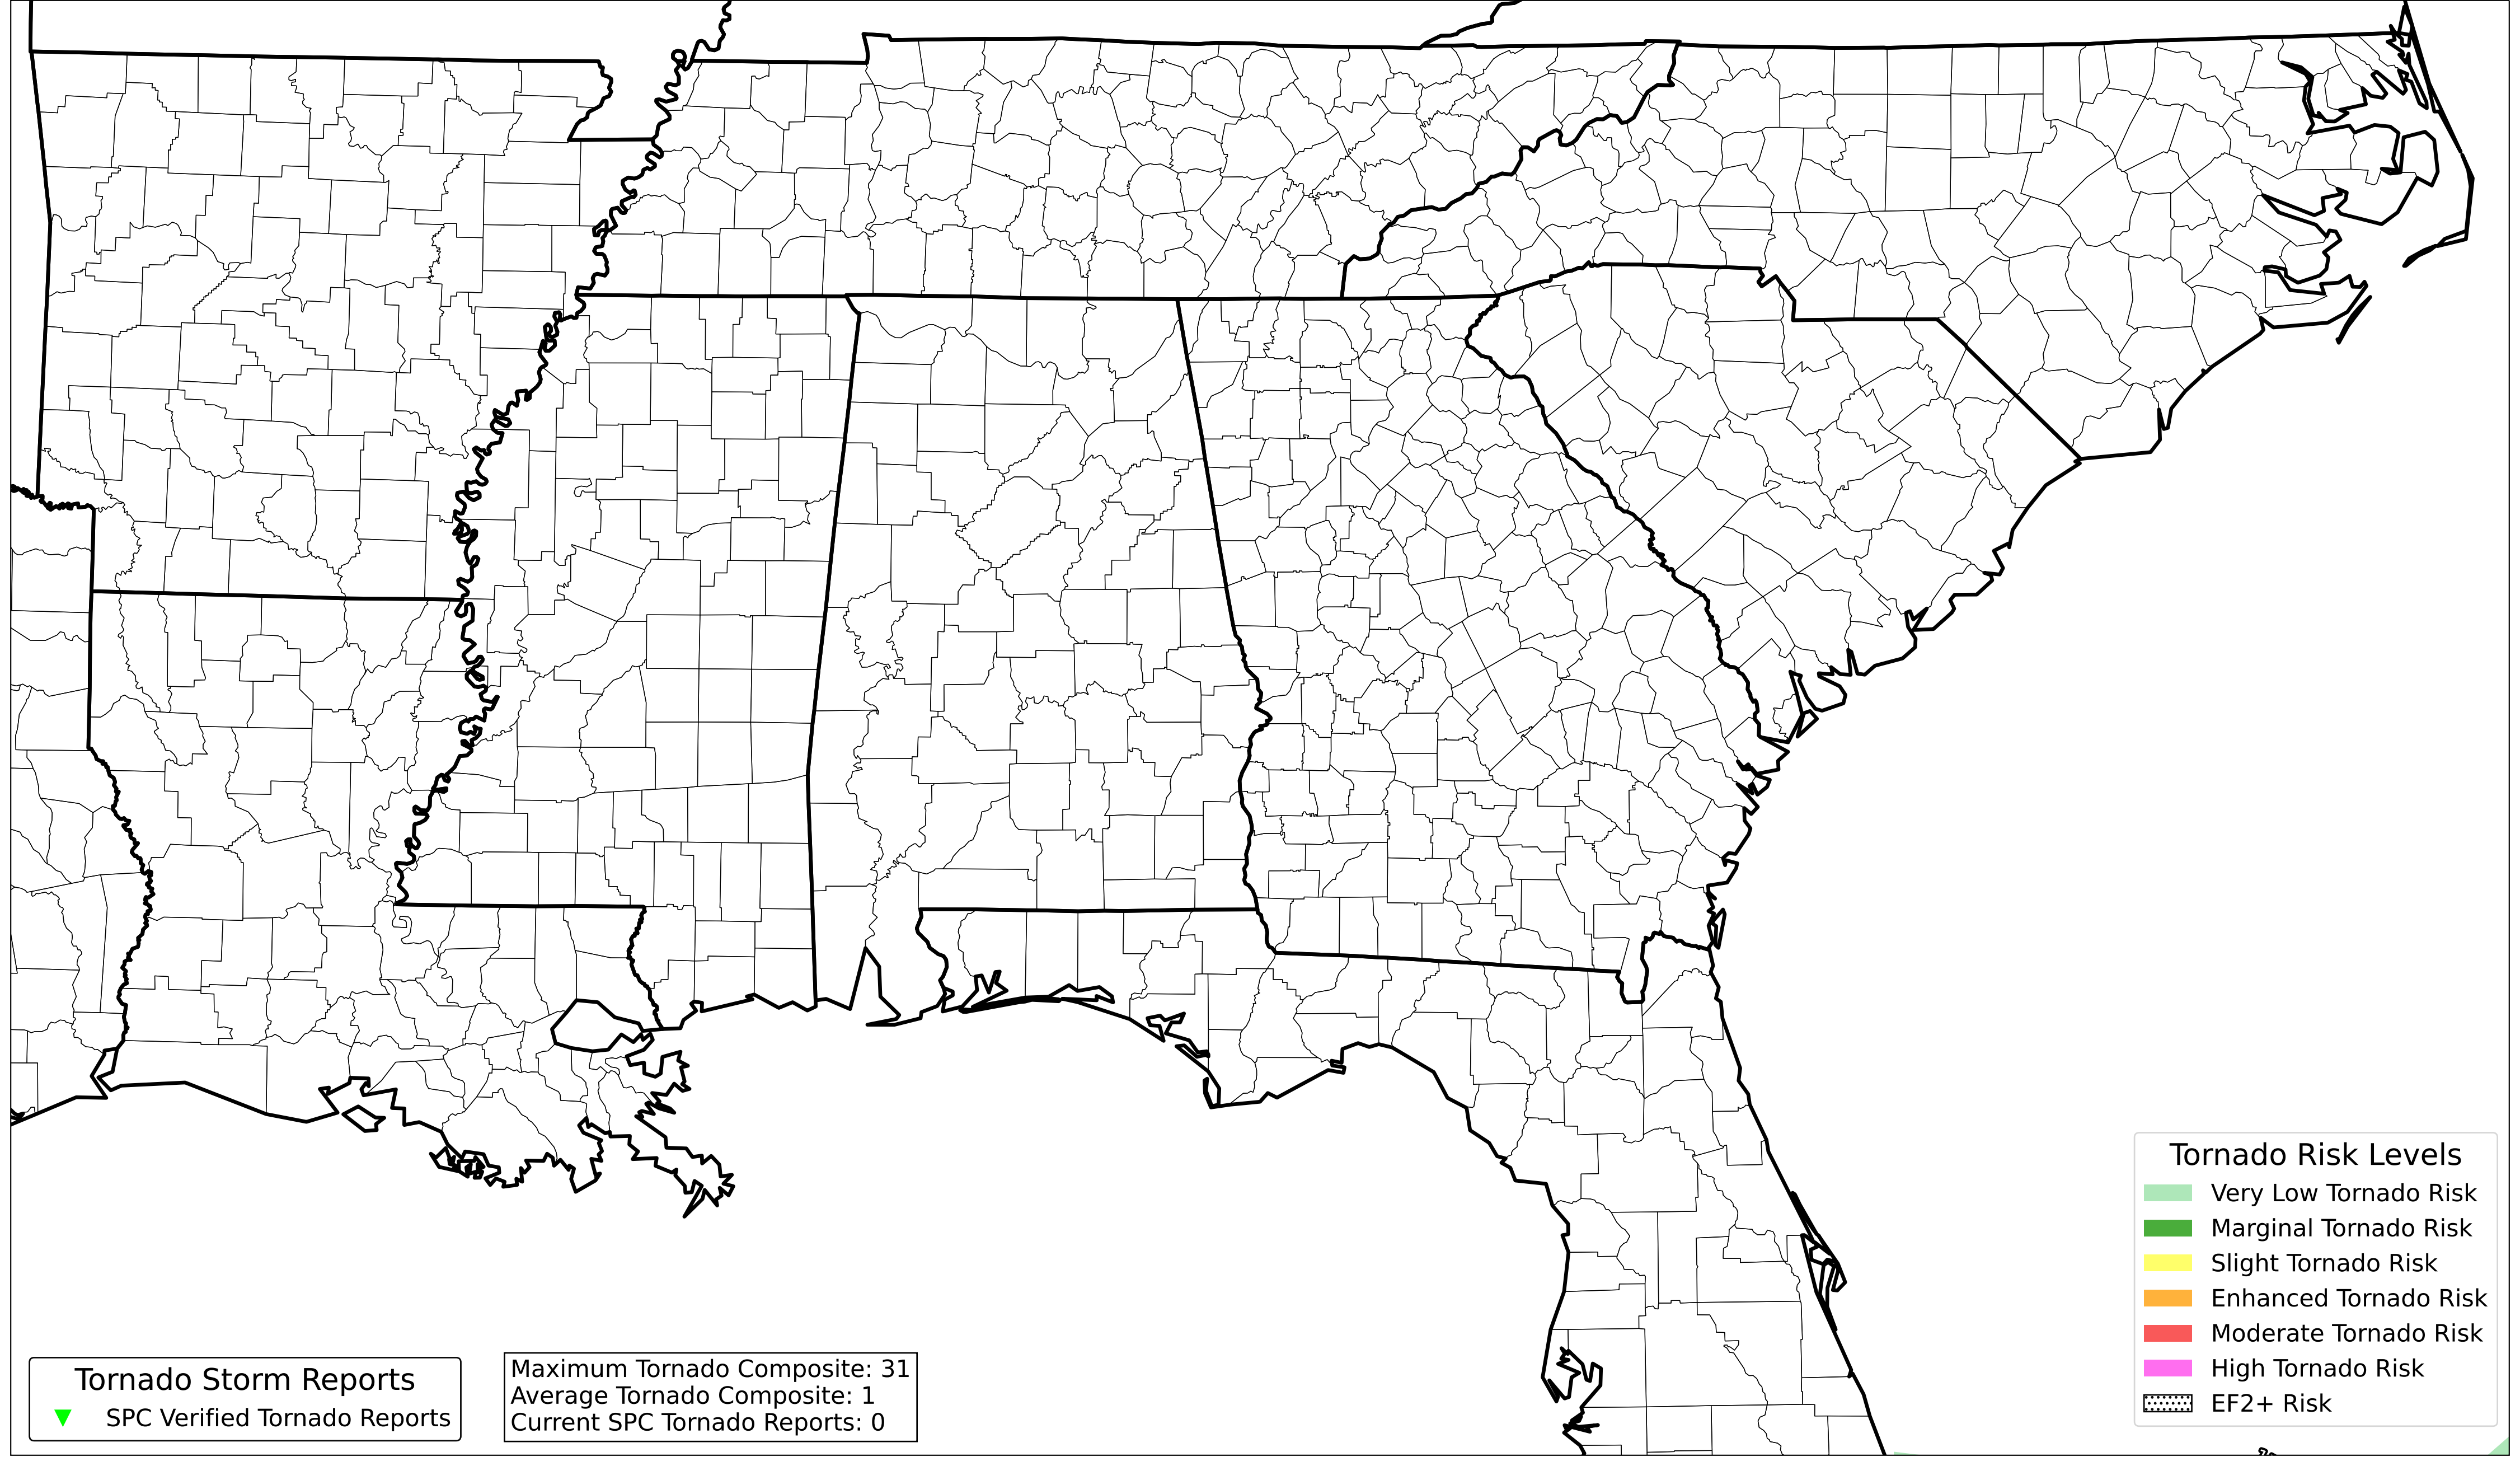 Tornado Risk Levels
Very Low Tornado Risk
Marginal Tornado Risk
Slight Tornado Risk
Enhanced Tornado Risk
Moderate Tornado Risk
High Tornado Risk
EF2+ Risk
Tornado Storm Reports
SPC Verified Tornado Reports
Maximum Tornado Composite: 31
Average Tornado Composite: 1
Current SPC Tornado Reports: 0